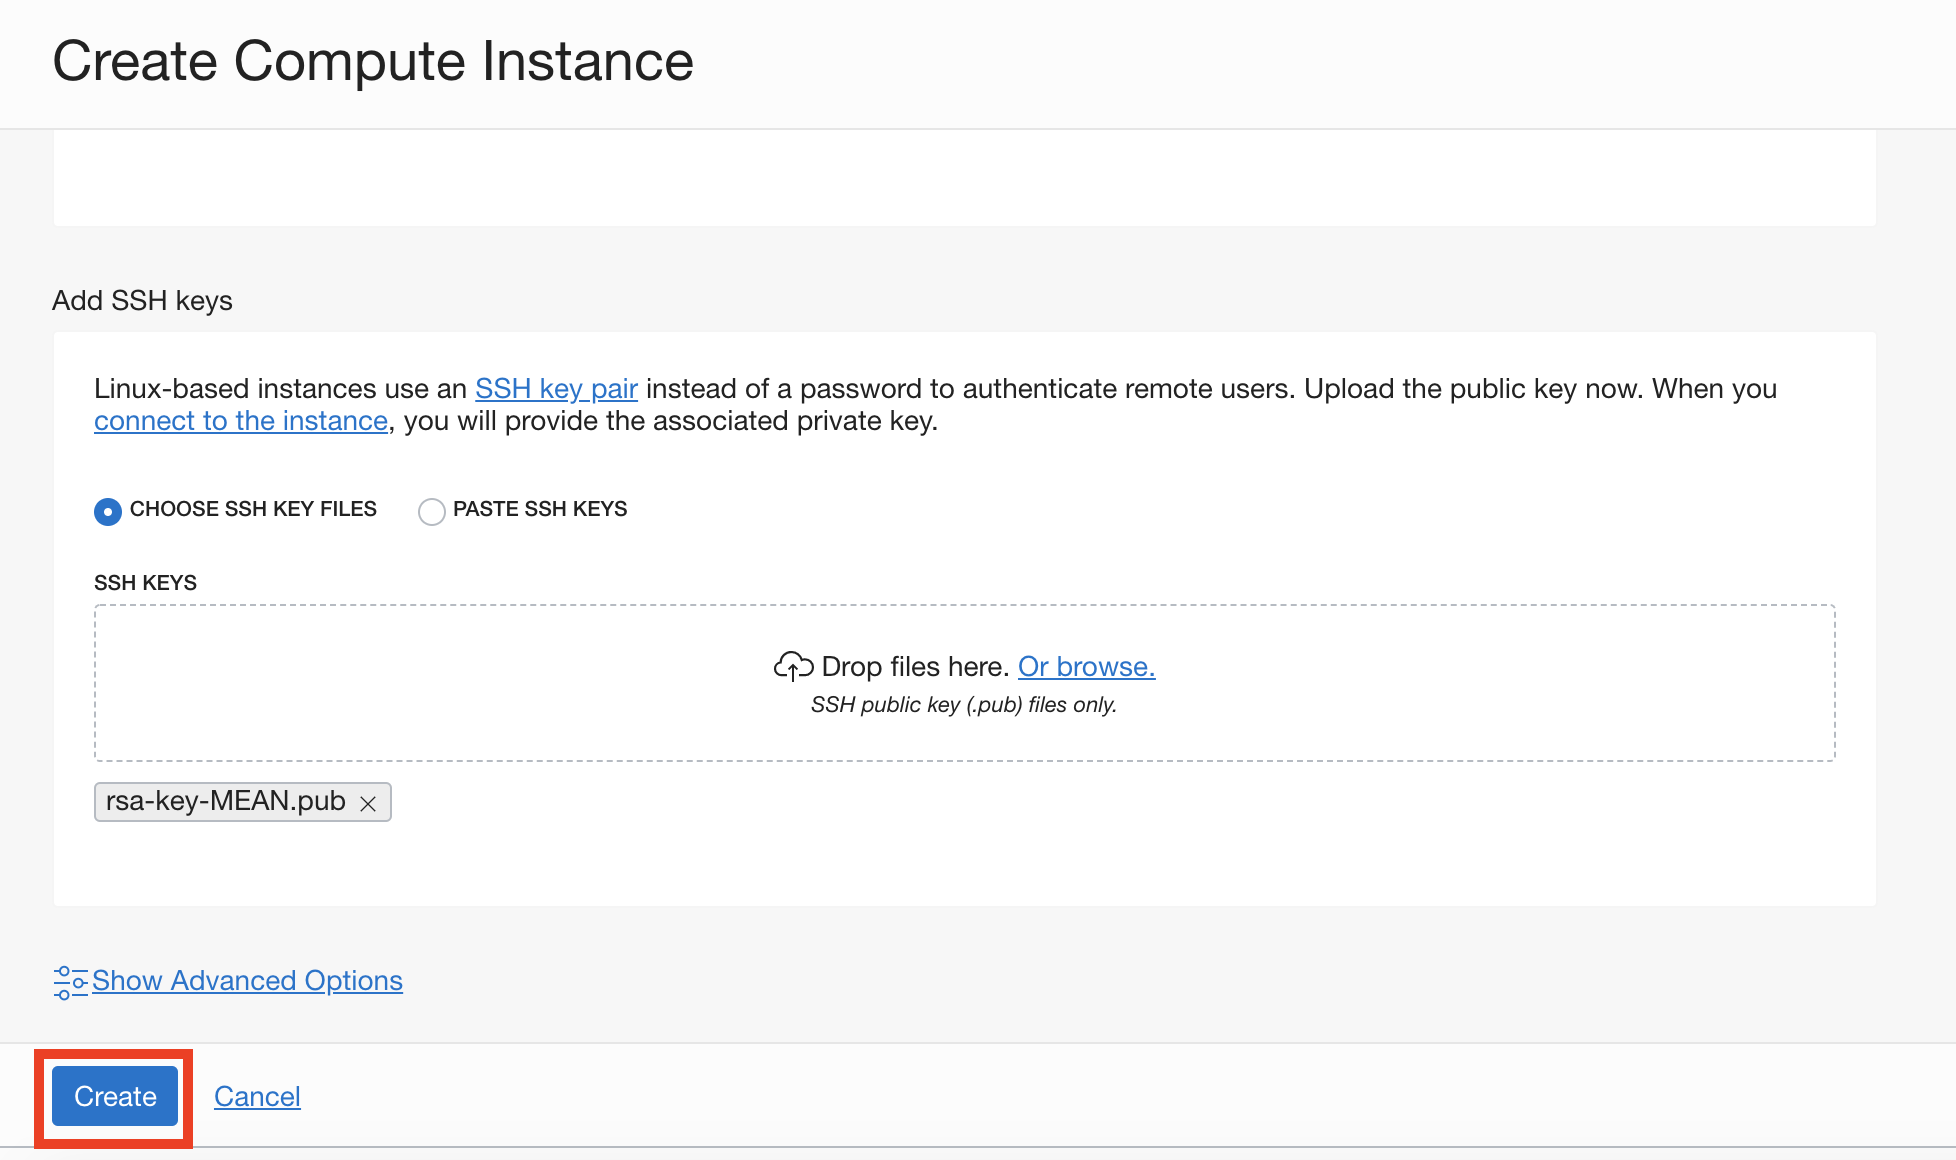 Create Compute Instance
Add SSH keys
Linux-based instances use an SSH key pair instead of a password to authenticate remote users. Upload the public key now. When you
connect to the instance, you will provide the associated private key.
CHOOSE SSH KEY FILES PASTE SSH KEYS
SSH KEYS
Drop files here. Or browse.
SSH public key (.pub) files only.
rsa-key-MEAN.pub
Show Advanced Options
Create Cancel